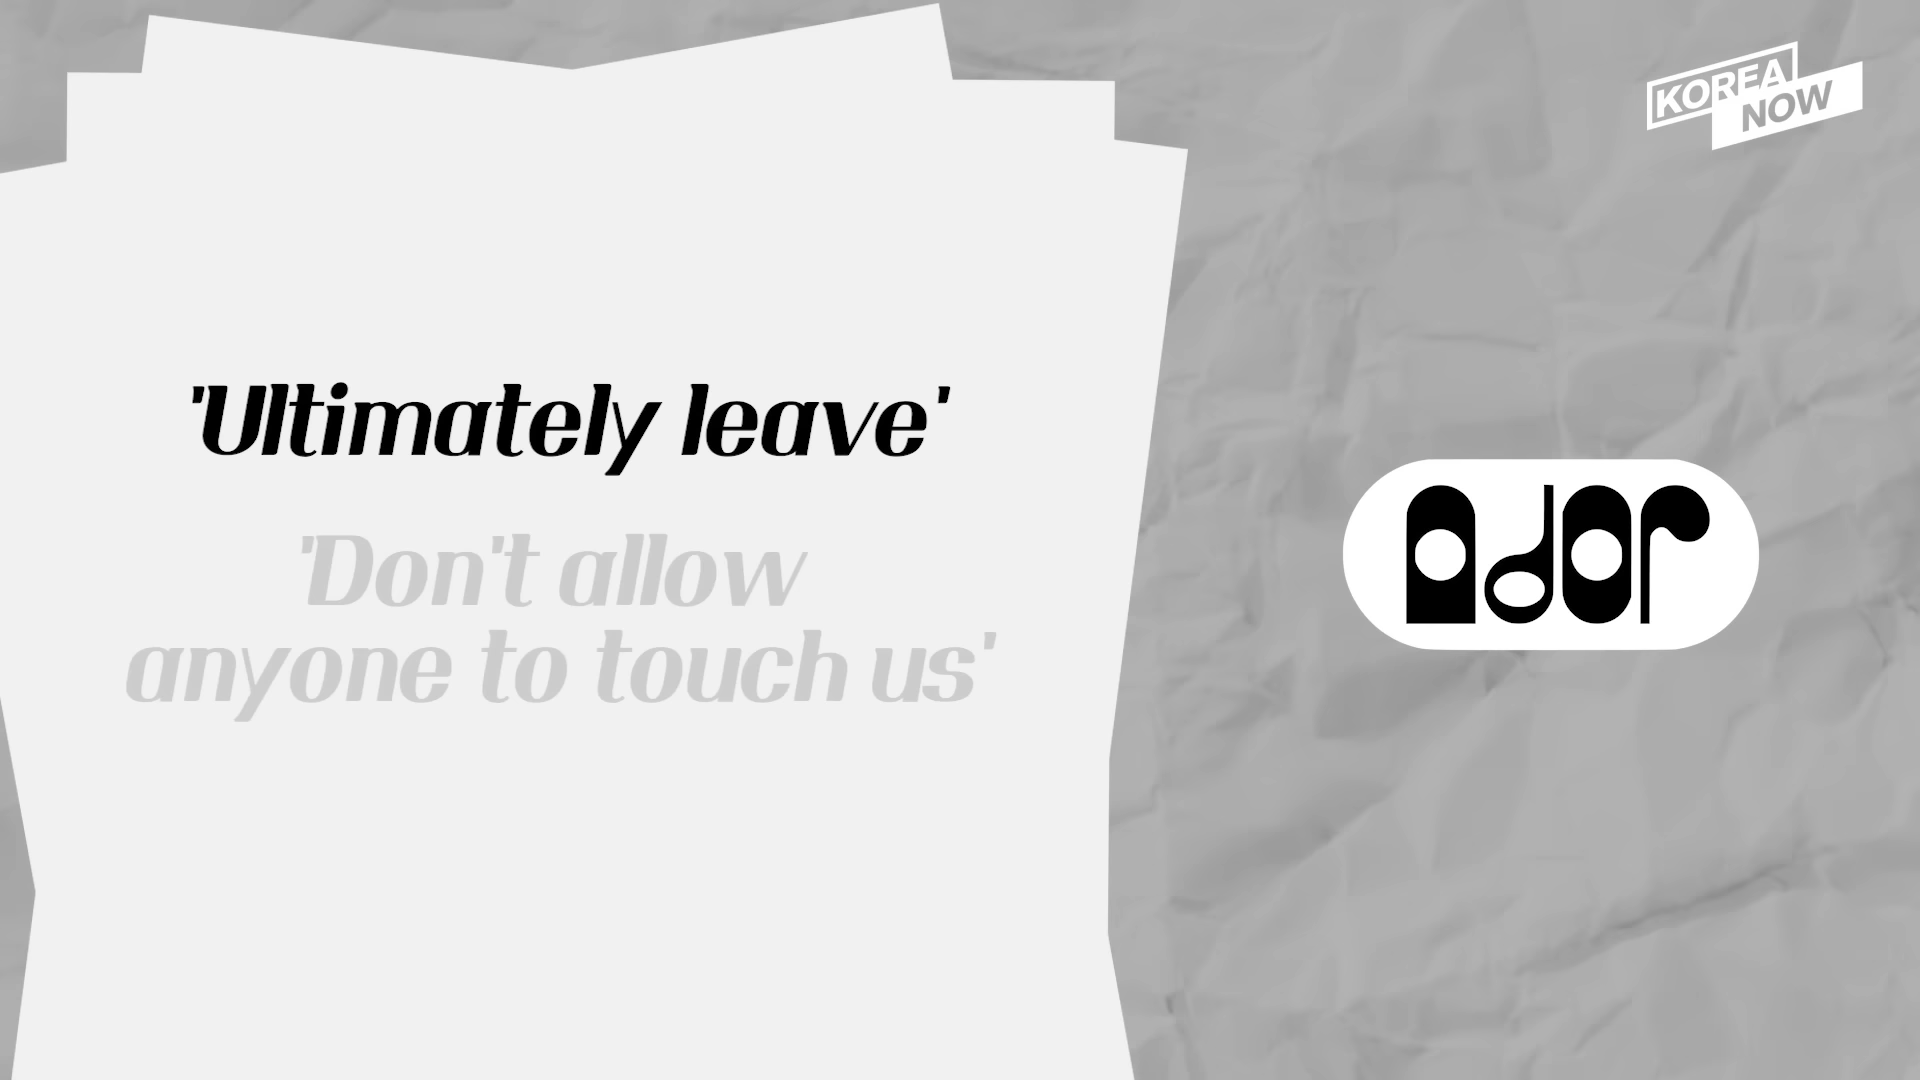 KOREA
NOW
'Ultimately leave'
'Don't allow
anyone to touch us'
ador